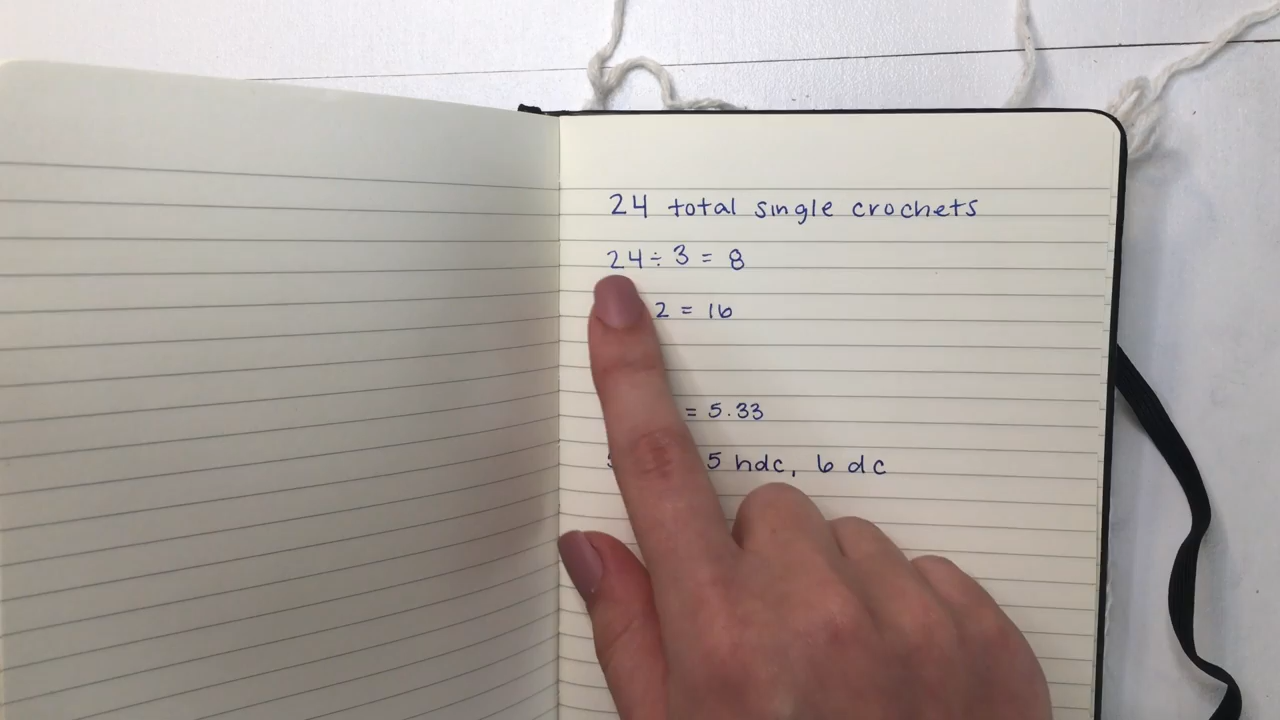 24 total single crochets
24 ÷ 3 = 8
2 = 16
= 5.33
5 hdc, 6 dc